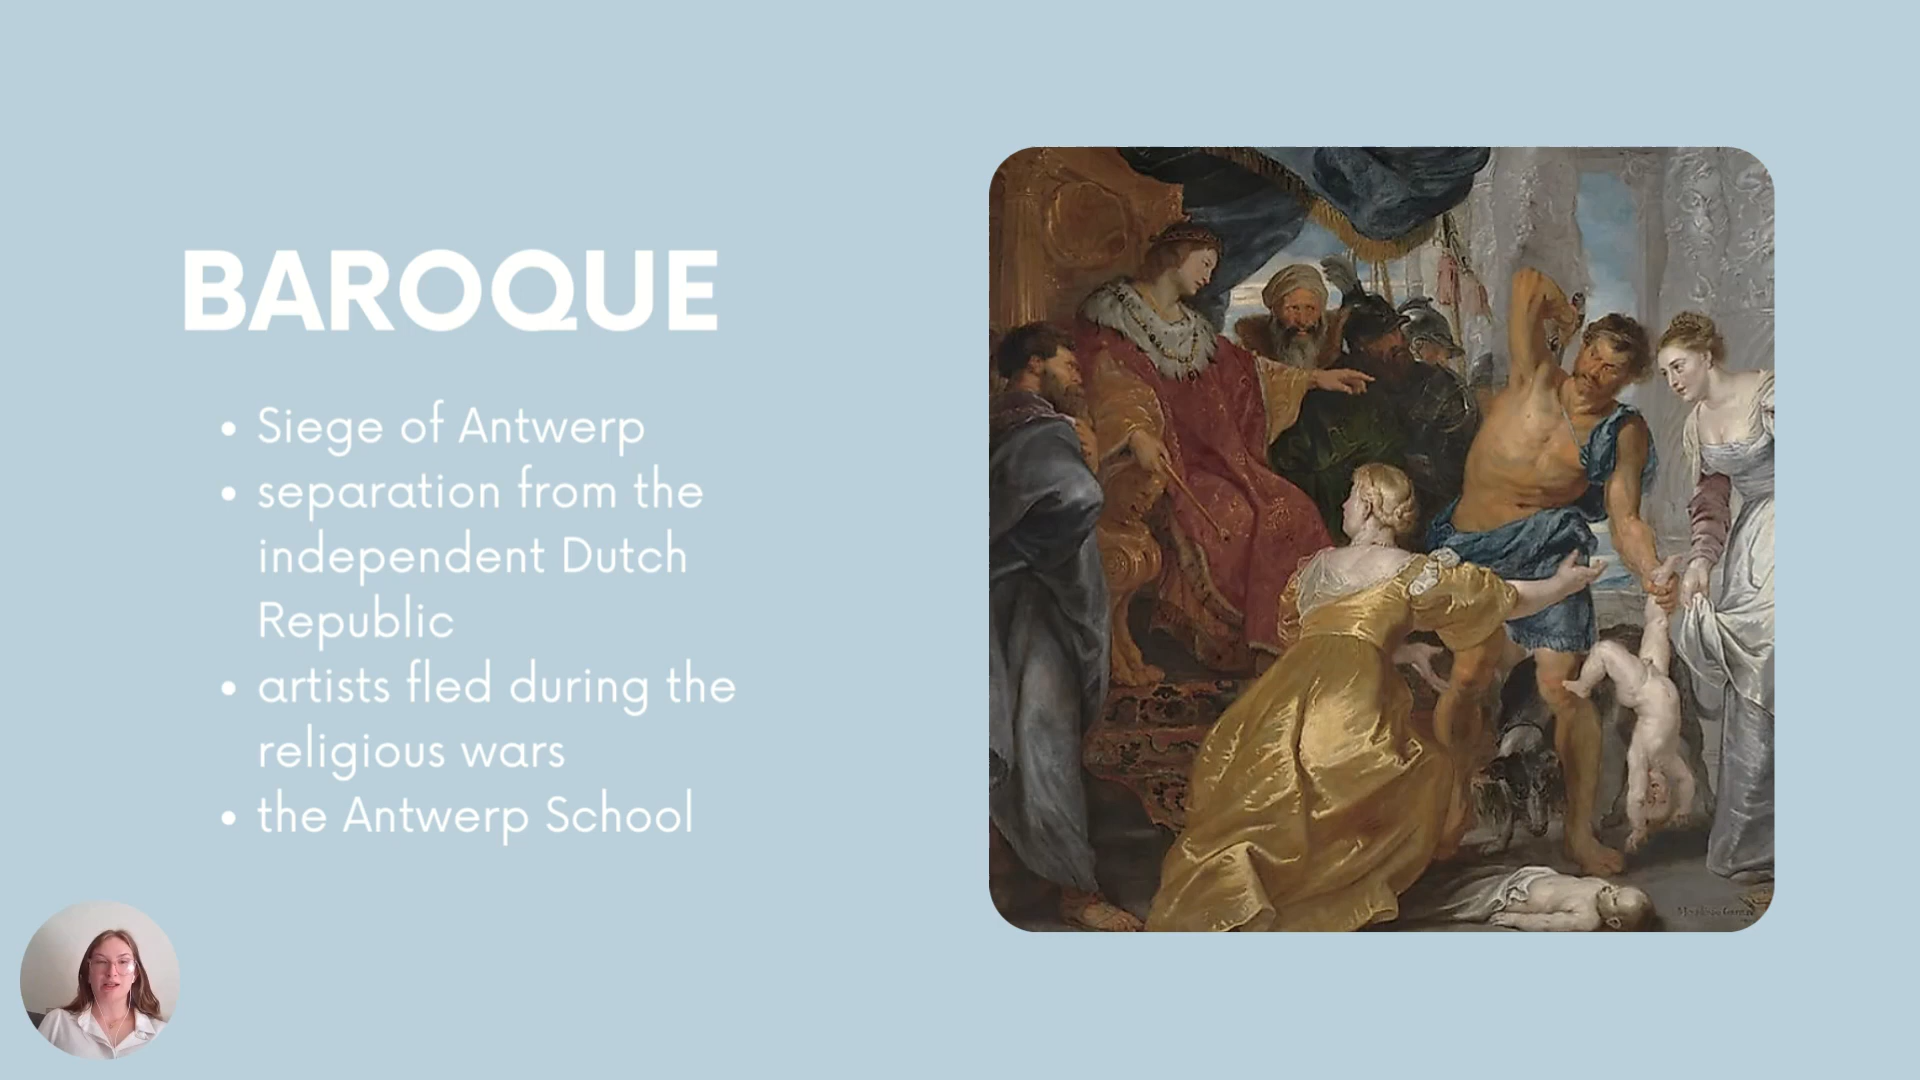 BAROQUE
• Siege of Antwerp
• separation from the
independent Dutch
Republic
• artists fled during the
religious wars
• the Antwerp School